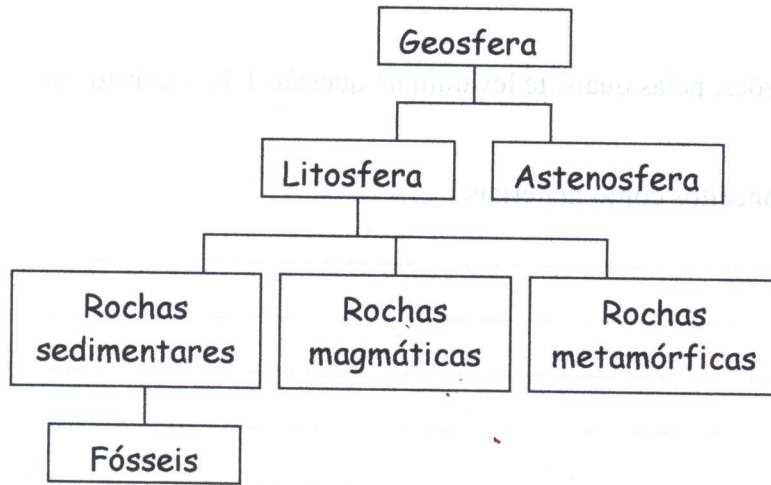 Geosfera
Litosfera
Astenosfera
Rochas
sedimentares
Rochas
magmáticas
Rochas
metamórficas
Fósseis